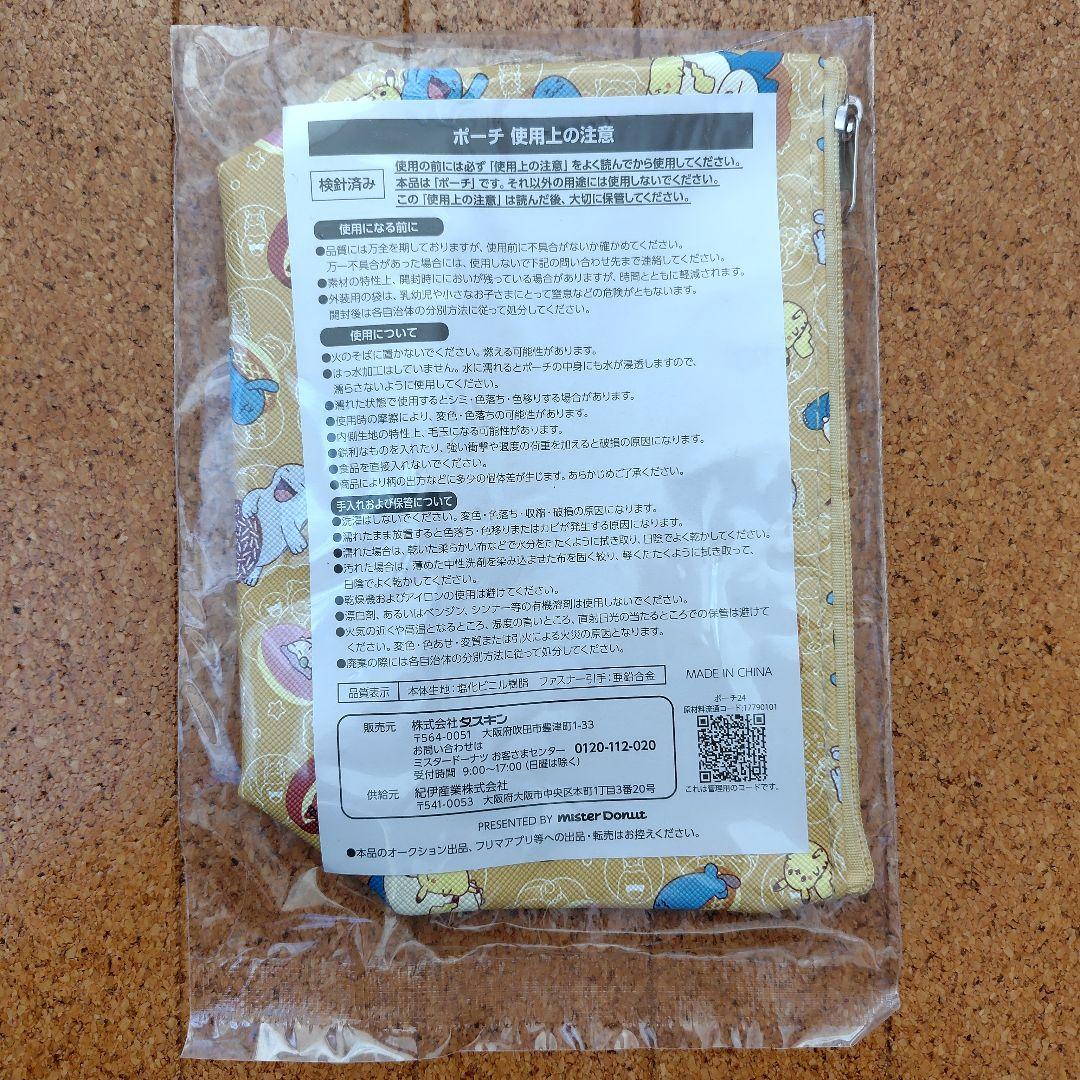 ポーチ 使用上の注意
検針済み
使用の前には必ず「使用上の注意」をよく読んでから使用してください。
本品は「ポーチ」です。それ以外の用途には使用しないでください。
この「使用上の注意」は読んだ後、大切に保管してください。
使用になる前に
●品質には万全を期しておりますが、使用前に不具合がないか確かめてください。
万一不具合があった場合には、使用しないで下記の問い合わせ先まで連絡してください。
●素材の特性上、開封時ににおいが残っている場合がありますが、時間とともに軽減されます。
●外装用の袋は、乳幼児や小さなお子さまにとって窒息などの危険がともないます。
開封後は各自治体の分別方法に従って処分してください。
使用について
●火のそばに置かないでください。燃える可能性があります。
●はっ水加工はしていません。水に濡れるとポーチの中身にも水が浸透しますので、
濡らさないように使用してください。
●濡れた状態で使用するとシミ・色落ち・色移りする場合があります。
●使用時の摩擦により、変色・色落ちの可能性があります。
●内側生地の特性上、毛玉になる可能性があります。
●鋭利なものを入れたり、強い衝撃や過度の荷重を加えると破損の原因になります。
●食品を直接入れないでください。
●商品により柄の出方などに多少の個体差が生じます。あらかじめご了承ください。
手入れおよび保管について
●洗濯はしないでください。変色・色落ち・収縮・破損の原因になります。
●濡れたまま放置すると色落ち・色移りまたはカビが発生する原因になります。
●濡れた場合は、乾いた柔らかい布などで水分をたたくように拭き取り、日陰でよく乾かしてください。
●汚れた場合は、薄めた中性洗剤を染み込ませた布を固く絞り、軽くたたくように拭き取って、
日陰でよく乾かしてください。
●乾燥機およびアイロンの使用は避けてください。
●漂白剤、あるいはベンジン、シンナー等の有機溶剤は使用しないでください。
●火気の近くや高温となるところ、湿度の高いところ、直射日光の当たるところでの保管は避けて
ください。変色・色あせ・変質または引火による火災の原因となります。
●廃棄の際には各自治体の分別方法に従って処分してください。
品質表示 本体生地:塩化ビニル樹脂 ファスナー引手:亜鉛合金
MADE IN CHINA
ポーチ24
原材料流通コード:17790101
これは管理用のコードです。
販売元 株式会社ダスキン
〒564-0051 大阪府吹田市豊津町1-33
お問い合わせは
ミスタードーナツ お客さまセンター 0120-112-020
受付時間 9:00〜17:00(日曜は除く)
供給元 紀伊産業株式会社
〒541-0053 大阪府大阪市中央区本町1丁目3番20号
PRESENTED BY mister Donut
●本品のオークション出品、フリマアプリ等への出品・転売はお控えください。